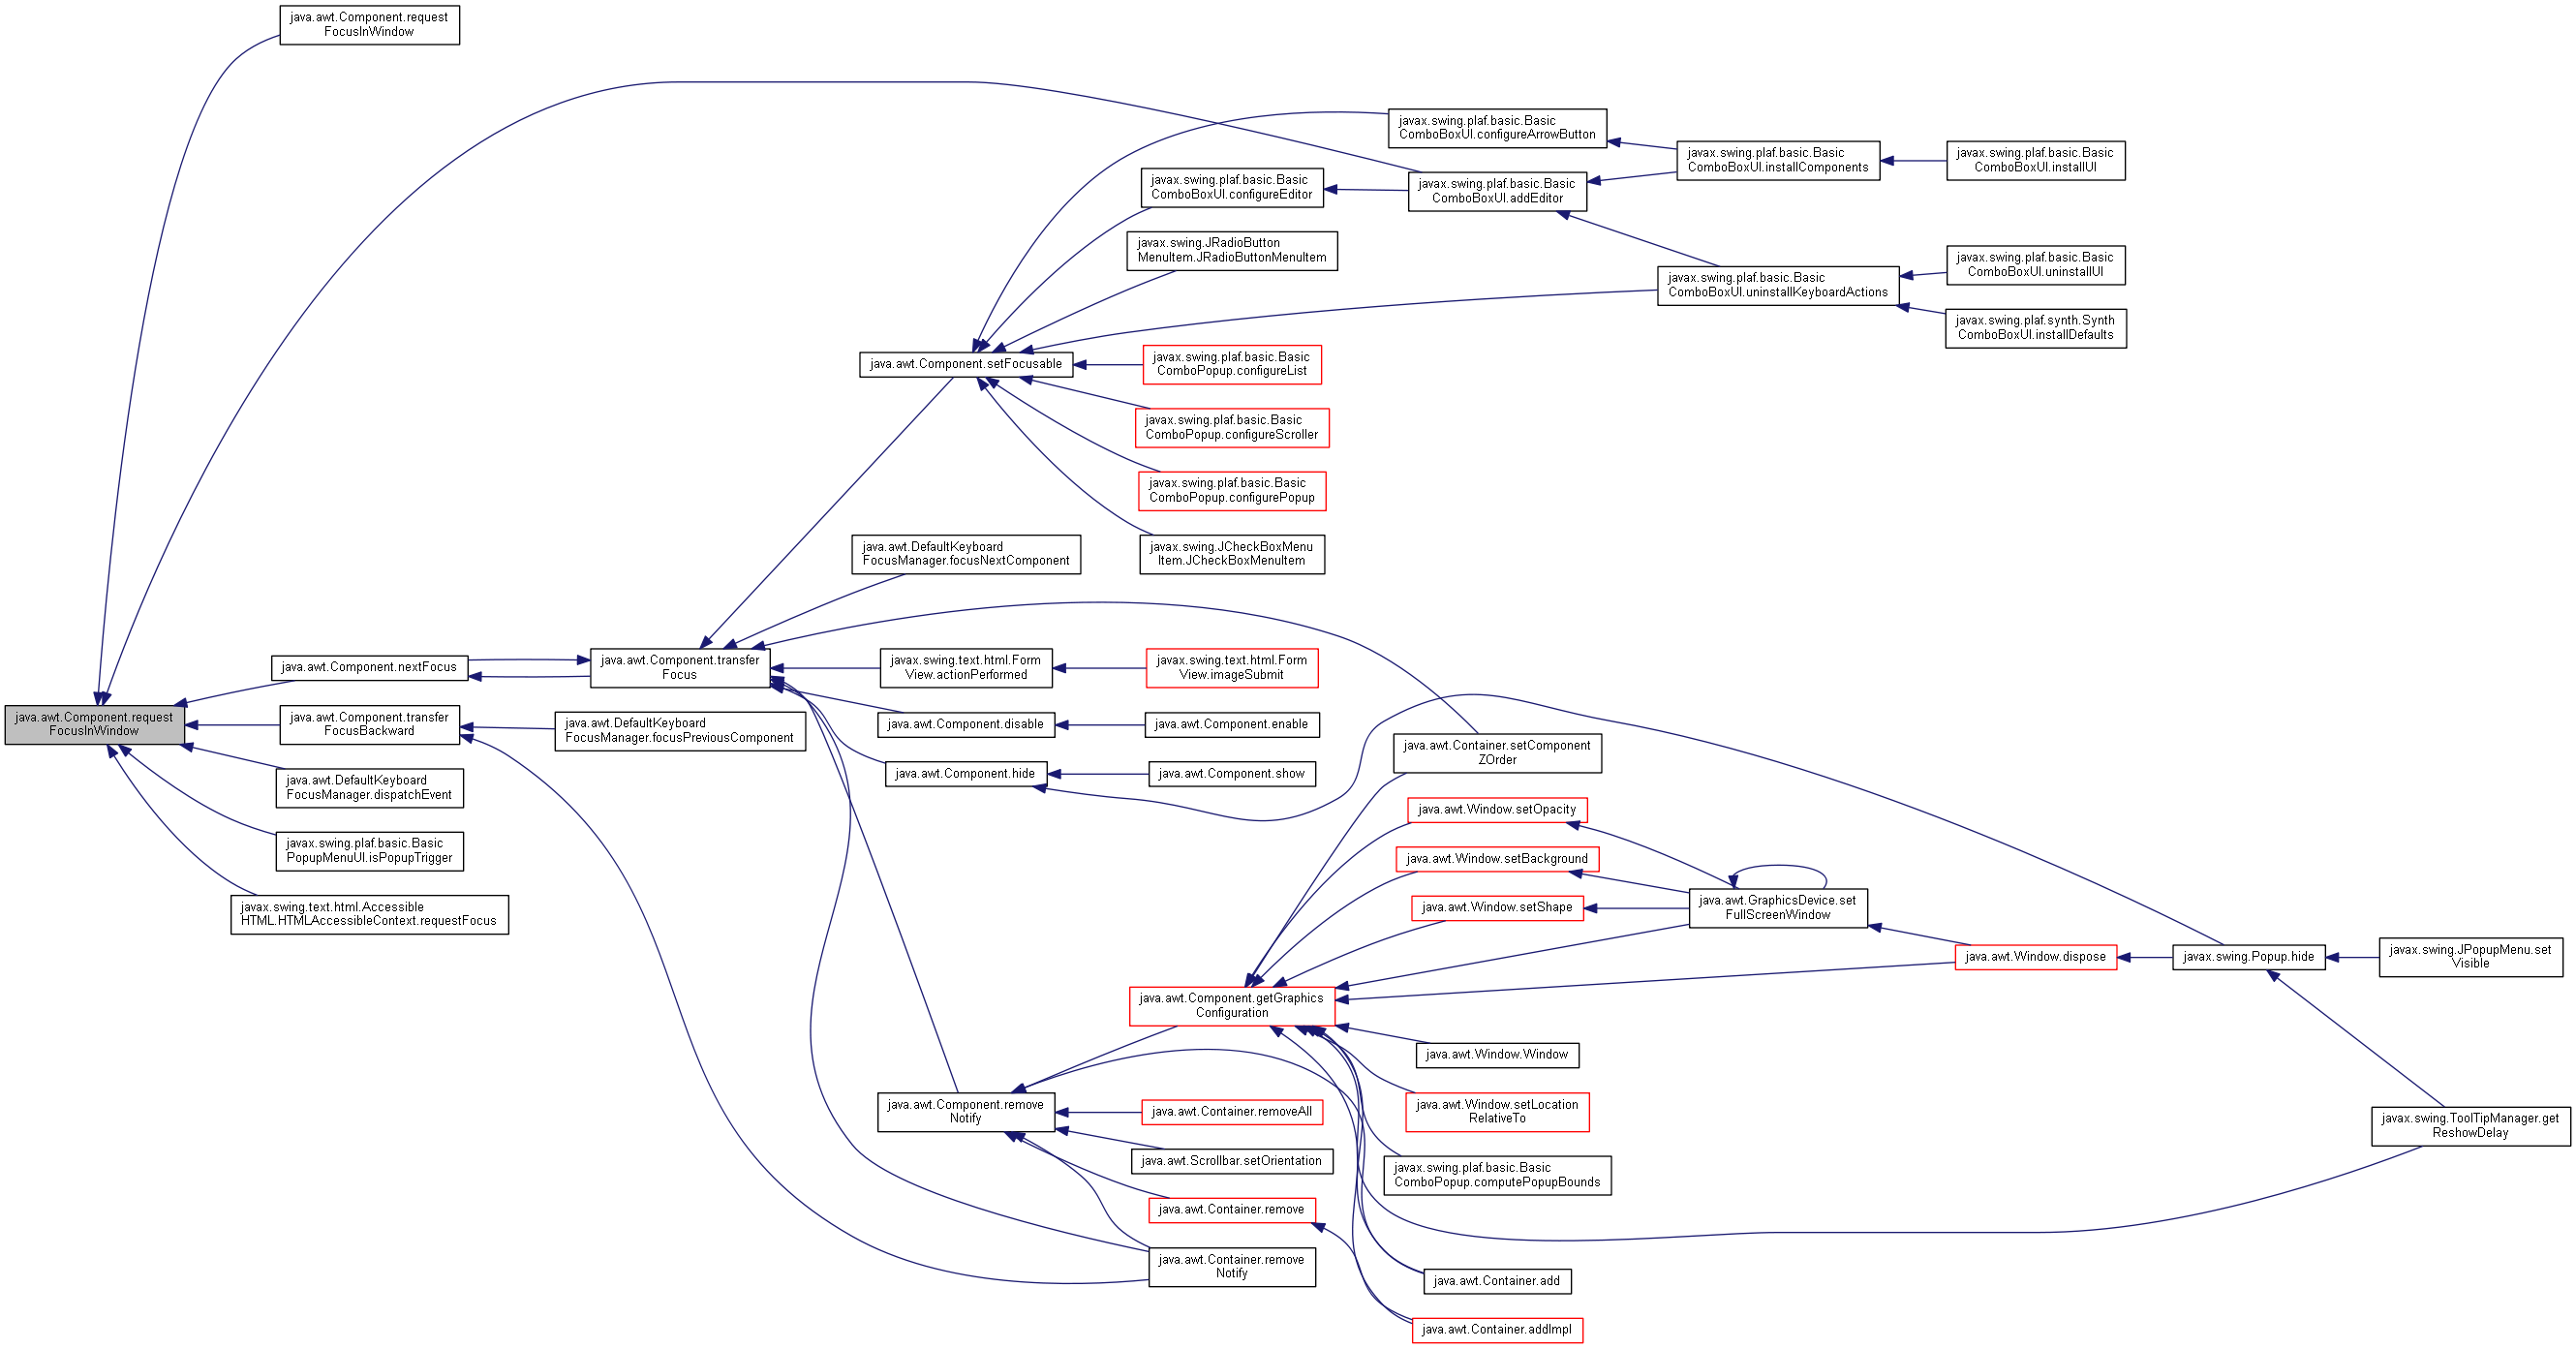 java.awt.Component.request
FocusInWindow
javax.swing.plaf.basic.Basic
ComboBoxUI.configureArrowButton
javax.swing.plaf.basic.Basic
ComboBoxUI.installComponents
javax.swing.plaf.basic.Basic
ComboBoxUI.installUI
javax.swing.plaf.basic.Basic
ComboBoxUI.configureEditor
javax.swing.plaf.basic.Basic
ComboBoxUI.addEditor
javax.swing.JRadioButton
MenuItem.JRadioButtonMenuItem
javax.swing.plaf.basic.Basic
ComboBoxUI.uninstallKeyboardActions
javax.swing.plaf.basic.Basic
ComboBoxUI.uninstallUI
javax.swing.plaf.synth.Synth
ComboBoxUI.installDefaults
java.awt.Component.setFocusable
javax.swing.plaf.basic.Basic
ComboPopup.configureList
javax.swing.plaf.basic.Basic
ComboPopup.configureScroller
javax.swing.plaf.basic.Basic
ComboPopup.configurePopup
javax.swing.JCheckBoxMenu
Item.JCheckBoxMenuItem
java.awt.DefaultKeyboard
FocusManager.focusNextComponent
java.awt.Component.nextFocus
java.awt.Component.transfer
Focus
javax.swing.text.html.Form
View.actionPerformed
javax.swing.text.html.Form
View.imageSubmit
java.awt.Component.request
FocusInWindow
java.awt.Component.transfer
FocusBackward
java.awt.DefaultKeyboard
FocusManager.focusPreviousComponent
java.awt.Component.disable
java.awt.Component.enable
java.awt.Container.setComponent
ZOrder
java.awt.DefaultKeyboard
FocusManager.dispatchEvent
java.awt.Component.hide
java.awt.Component.show
java.awt.Window.setOpacity
javax.swing.plaf.basic.Basic
PopupMenuUI.isPopupTrigger
java.awt.Window.setBackground
javax.swing.text.html.Accessible
HTML.HTMLAccessibleContext.requestFocus
java.awt.Window.setShape
java.awt.GraphicsDevice.set
FullScreenWindow
java.awt.Window.dispose
javax.swing.Popup.hide
javax.swing.JPopupMenu.set
Visible
java.awt.Component.getGraphics
Configuration
java.awt.Window.Window
java.awt.Component.remove
Notify
java.awt.Container.removeAll
java.awt.Window.setLocation
RelativeTo
javax.swing.ToolTipManager.get
ReshowDelay
java.awt.Scrollbar.setOrientation
javax.swing.plaf.basic.Basic
ComboPopup.computePopupBounds
java.awt.Container.remove
java.awt.Container.remove
Notify
java.awt.Container.add
java.awt.Container.addImpl